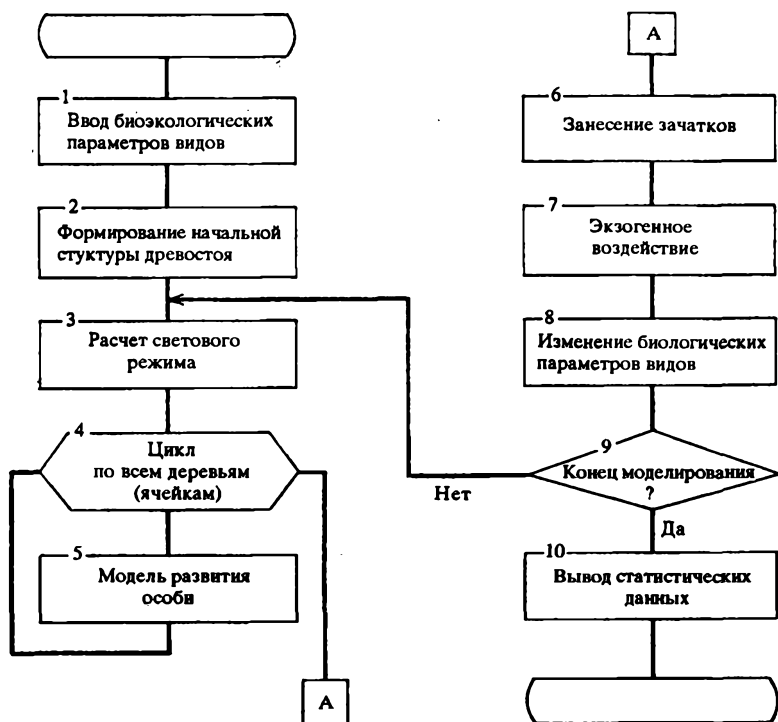 1
Ввод биоэкологических
параметров видов
2
Формирование начальной
стуктуры древостоя
3
Расчет светового
режима
4
Цикл
по всем деревьям
(ячейкам)
5
Модель развития
особи
А
А
6
Занесение зачатков
7
Экзогенное
воздействие
8
Изменение биологических
параметров видов
9
Конец моделирования
?
Нет
Да
10
Вывод статистических
данных